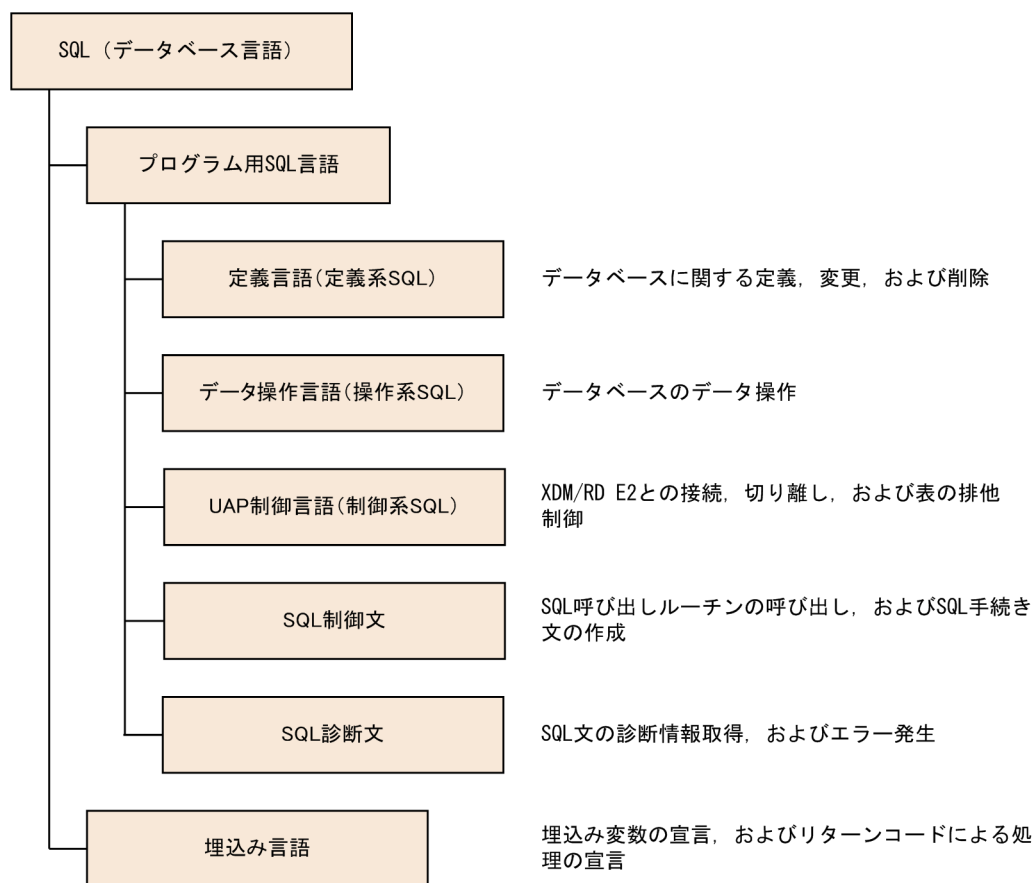 SQL（データベース言語）
プログラム用SQL言語
定義言語(定義系SQL)
データベースに関する定義，変更，および削除
データ操作言語(操作系SQL)
データベースのデータ操作
UAP制御言語(制御系SQL)
XDM/RD E2との接続，切り離し，および表の排他
制御
SQL制御文
SQL呼び出しルーチンの呼び出し，およびSQL手続き
文の作成
SQL診断文
SQL文の診断情報取得，およびエラー発生
埋込み言語
埋込み変数の宣言，およびリターンコードによる処
理の宣言